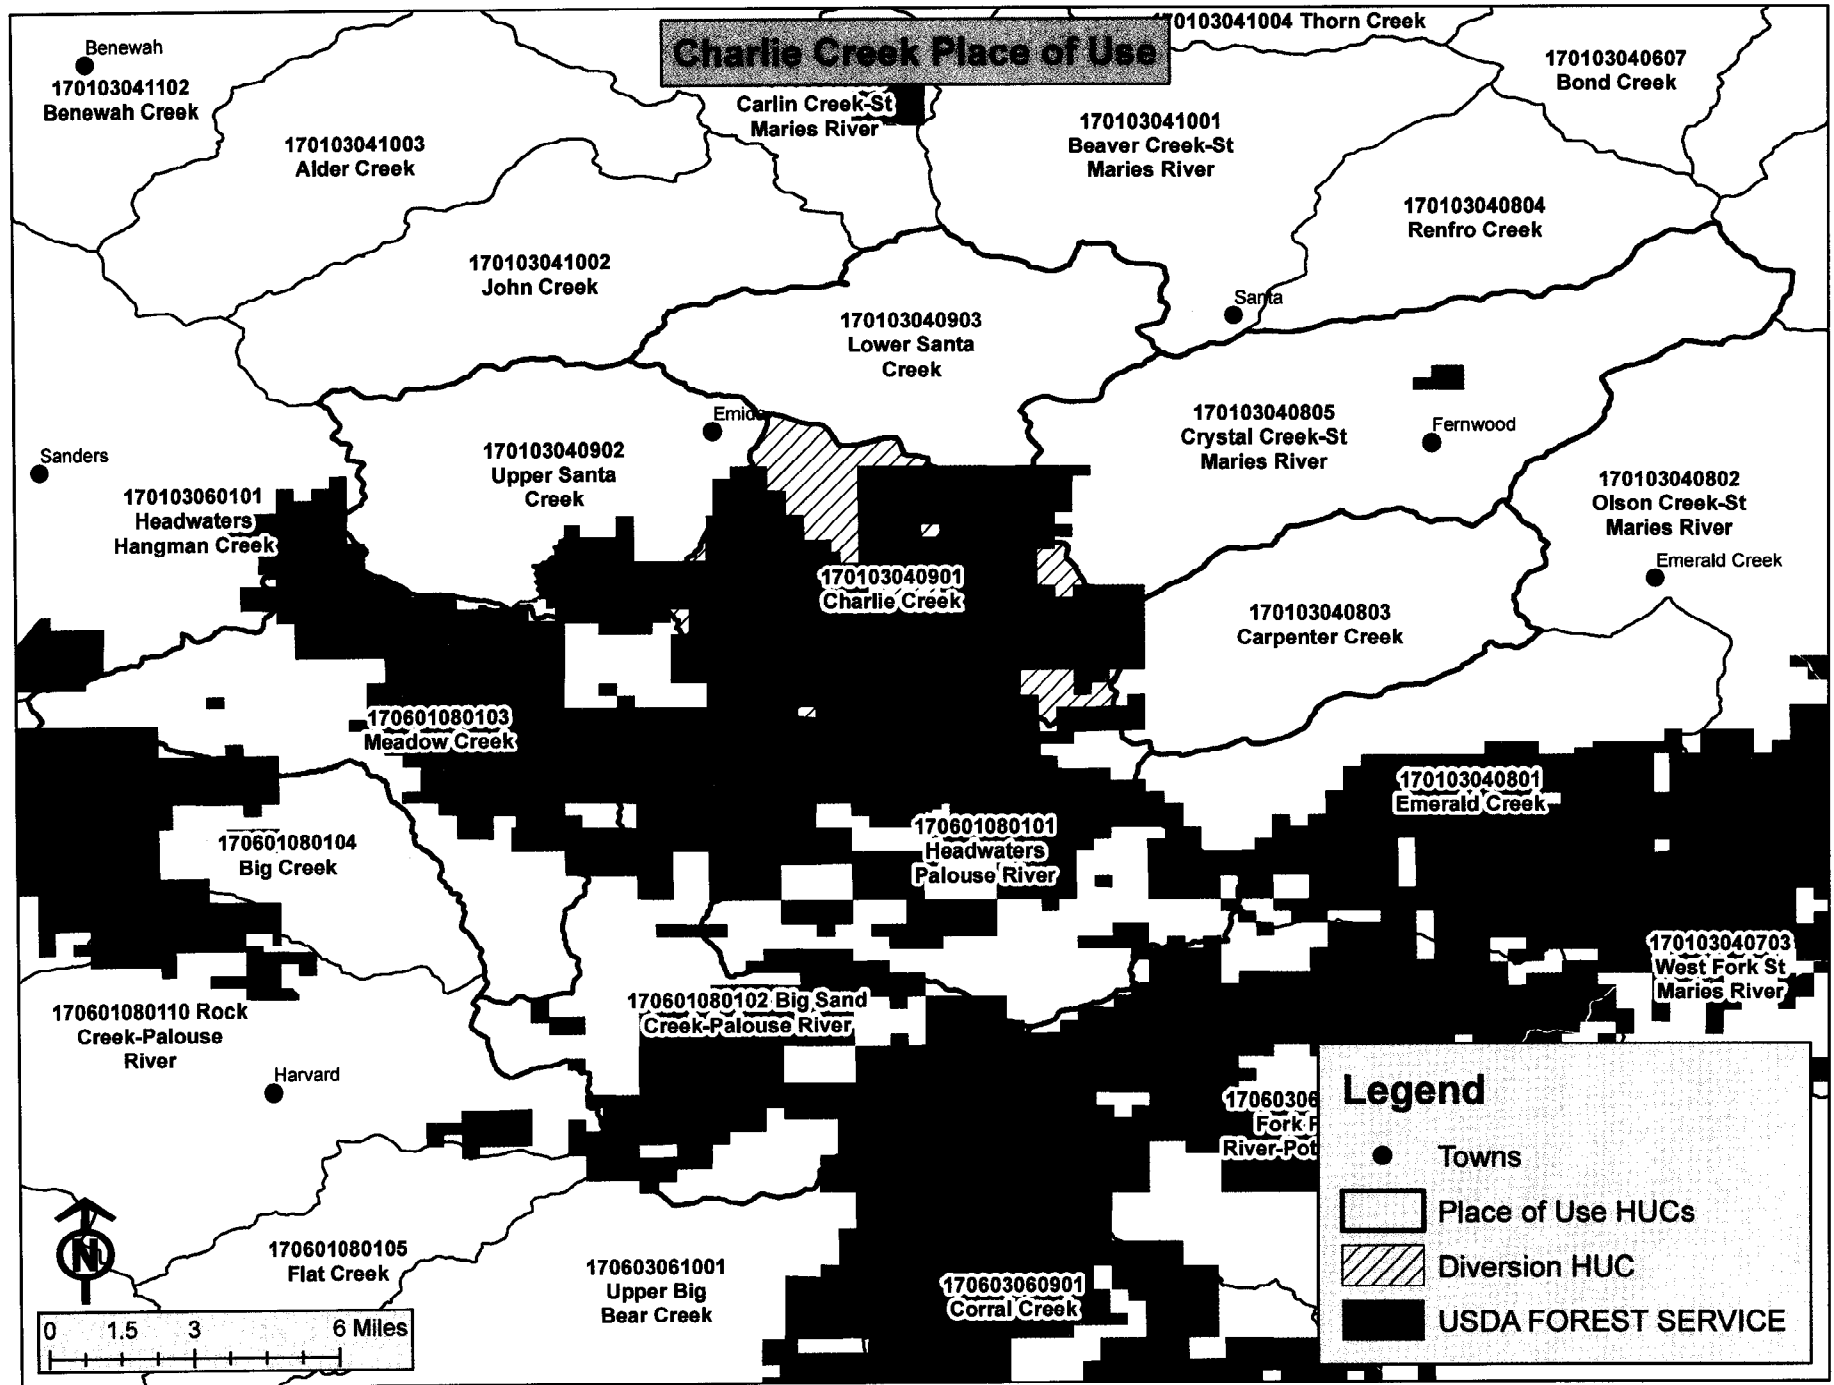 Charlie Creek Place of Use
170103041004 Thorn Creek
Benewah
170103041102
Benewah Creek
170103041003
Alder Creek
Carlin Creek-St
Maries River
170103041001
Beaver Creek-St
Maries River
170103040607
Bond Creek
170103040804
Renfro Creek
170103041002
John Creek
Santa
170103040903
Lower Santa
Creek
Emida
Sanders
170103040902
Upper Santa
Creek
170103040805
Crystal Creek-St
Maries River
Fernwood
170103060101
Headwaters
Hangman Creek
170103040802
Olson Creek-St
Maries River
Emerald Creek
170103040901
Charlie Creek
170103040803
Carpenter Creek
170601080103
Meadow Creek
170103040801
Emerald Creek
170601080104
Big Creek
170601080101
Headwaters
Palouse River
170103040703
West Fork St
Maries River
170601080110 Rock
Creek-Palouse
River
170601080102 Big Sand
Creek-Palouse River
Harvard
17060306
Fork
River-Pot
170601080105
Flat Creek
170603061001
Upper Big
Bear Creek
170603060901
Corral Creek
Legend
Towns
Place of Use HUCs
Diversion HUC
USDA FOREST SERVICE
N
0 1.5 3 6 Miles